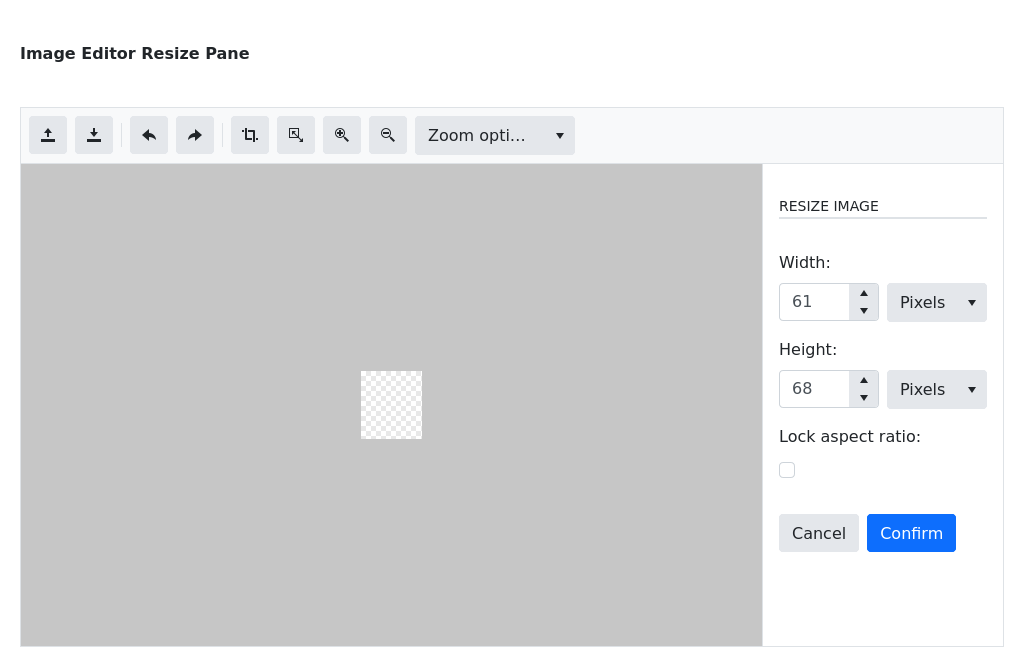 Image Editor Resize Pane
Zoom opti...
RESIZE IMAGE
Width:
61 Pixels
Height:
68 Pixels
Lock aspect ratio:
Cancel Confirm